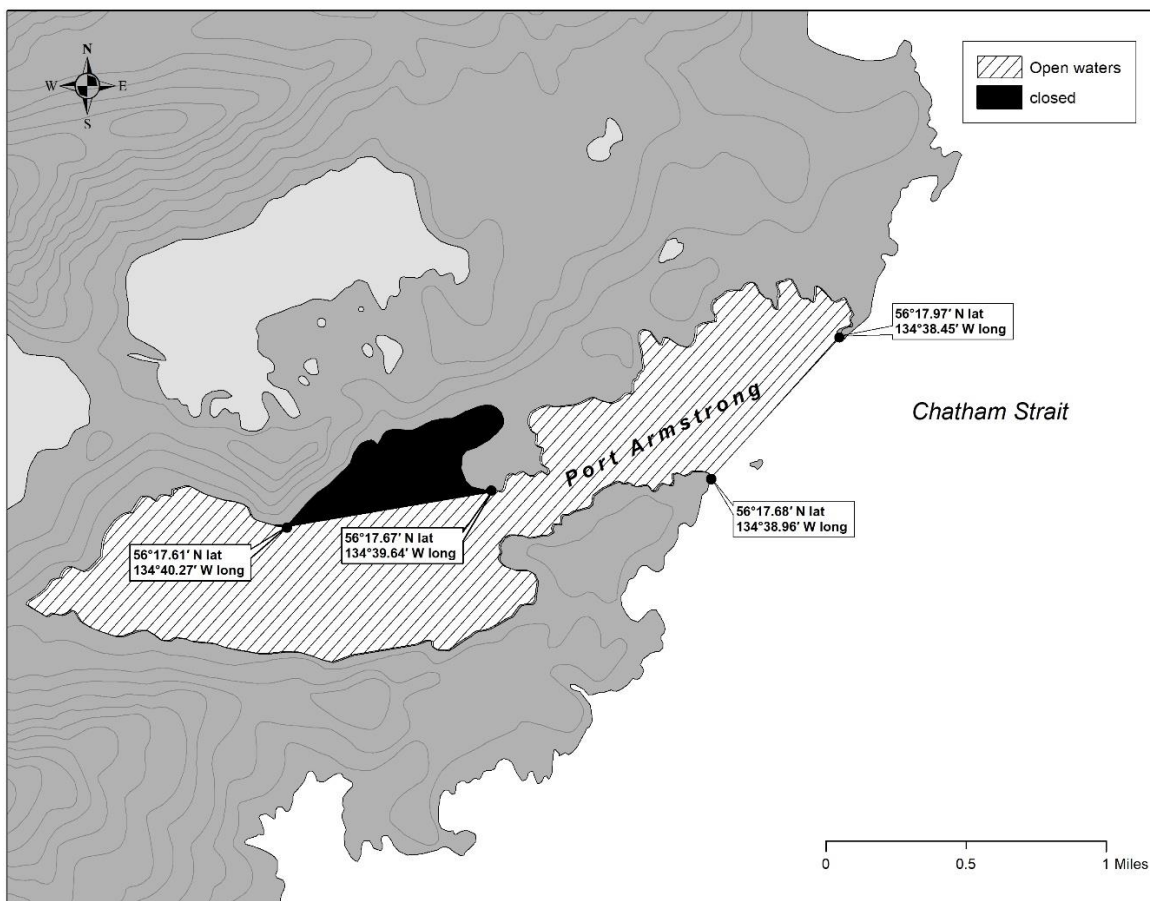 N
W E
S
Open waters
closed
56°17.97′ N lat
134°38.45′ W long
Chatham Strait
Port Armstrong
56°17.68′ N lat
134°38.96′ W long
56°17.67′ N lat
134°39.64′ W long
56°17.61′ N lat
134°40.27′ W long
0 0.5 1 Miles